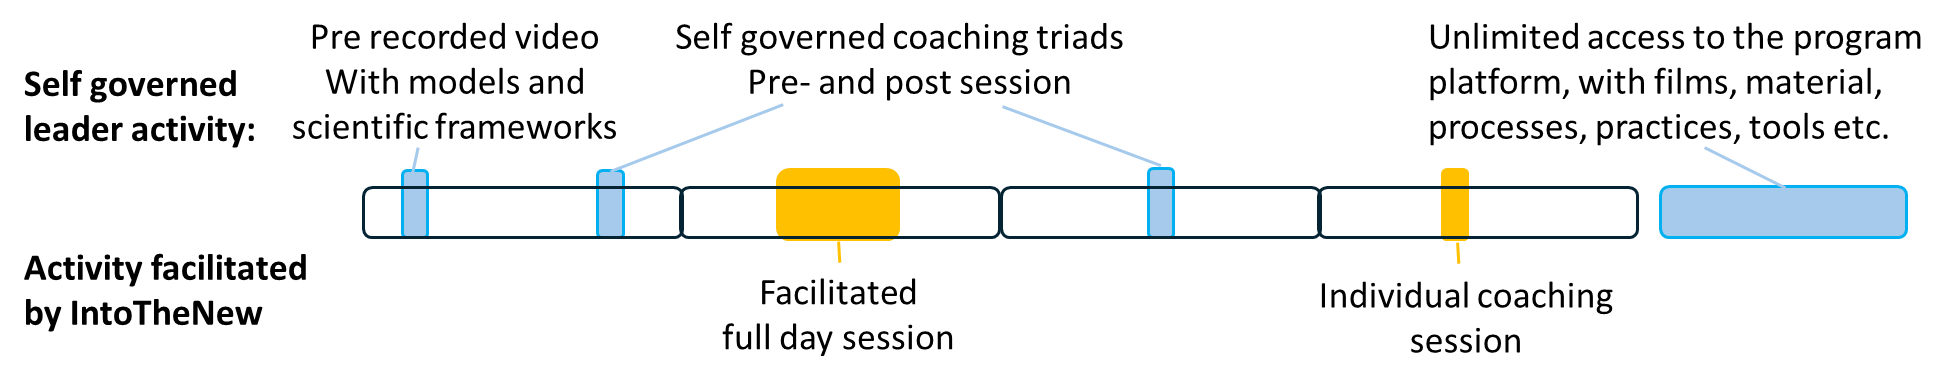 Self governed
leader activity:
Pre recorded video
With models and
scientific frameworks
Self governed coaching triads
Pre- and post session
Unlimited access to the program
platform, with films, material,
processes, practices, tools etc.
Activity facilitated
by IntoTheNew
Facilitated
full day session
Individual coaching
session